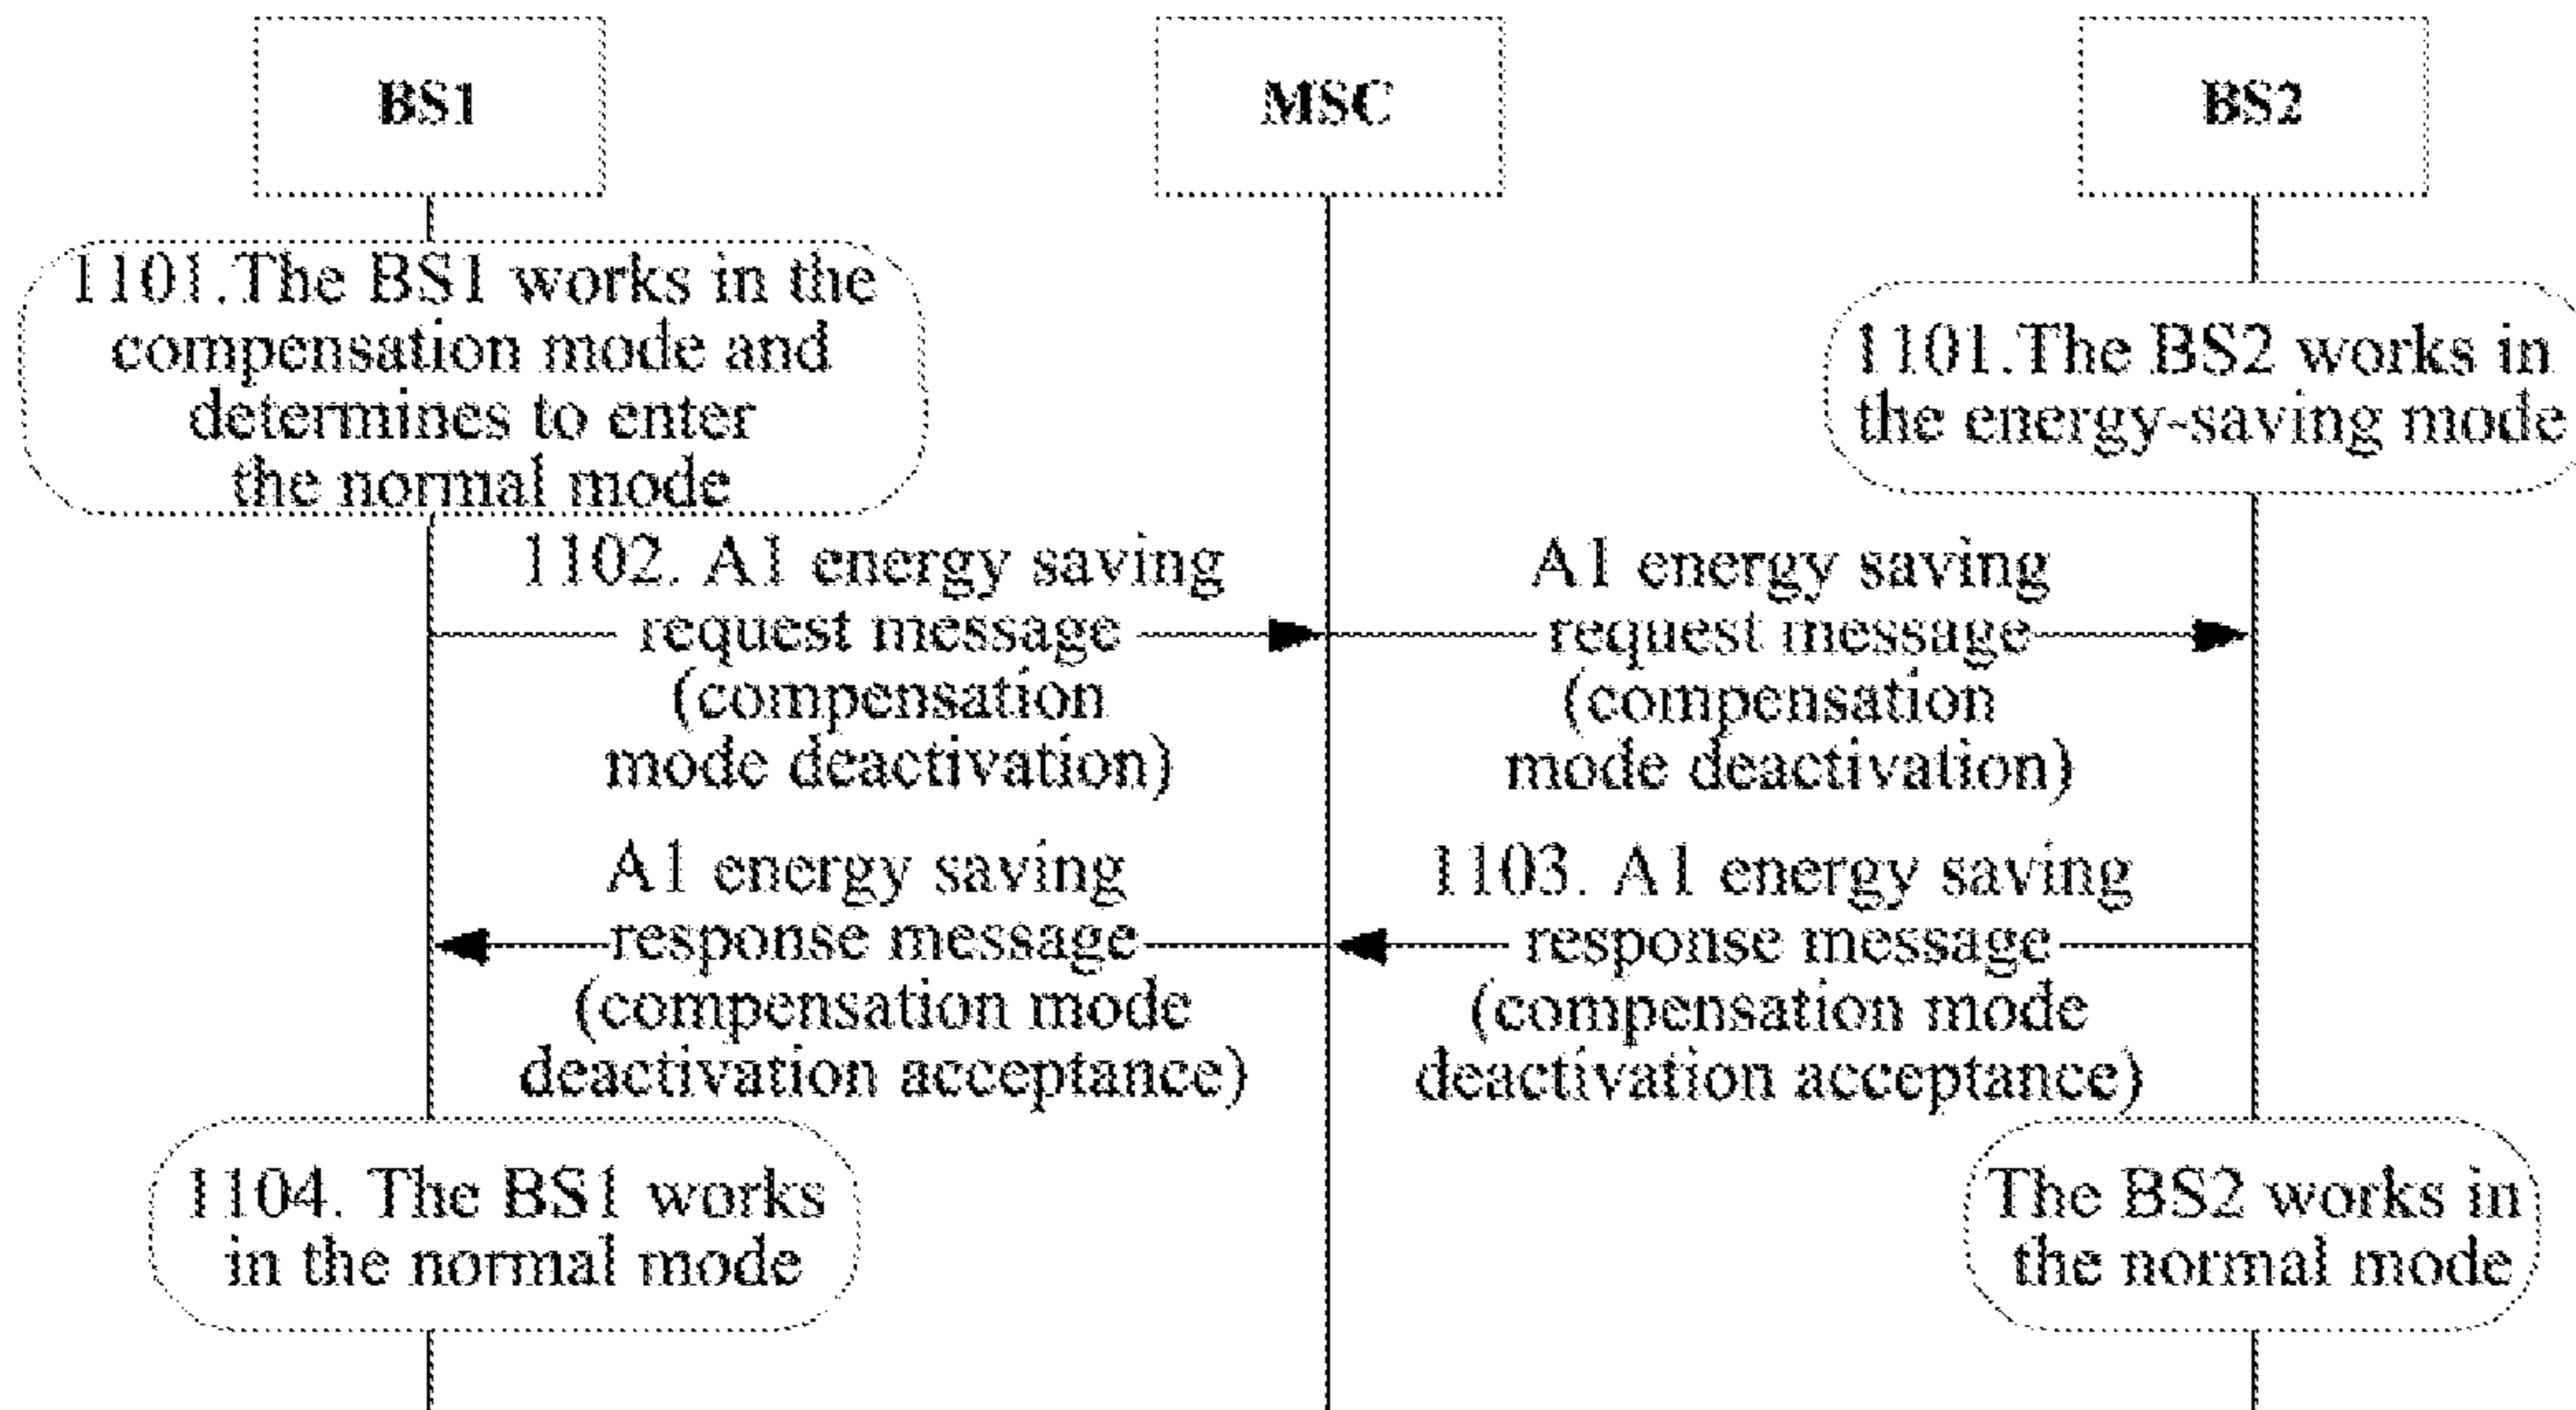 BS1
MSC
BS2
1101.The BS1 works in the
compensation mode and
determines to enter
the normal mode
1101.The BS2 works in
the energy-saving mode
1102. A1 energy saving
request message
(compensation
mode deactivation)
A1 energy saving
request message
(compensation
mode deactivation)
A1 energy saving
response message
(compensation mode
deactivation acceptance)
1103. A1 energy saving
response message
(compensation mode
deactivation acceptance)
1104. The BS1 works
in the normal mode
The BS2 works in
the normal mode